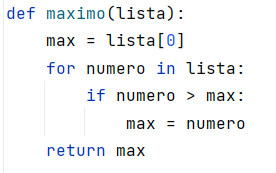 def maximo(lista):
    max = lista[0]
    for numero in lista:
        if numero > max:
            max = numero
    return max